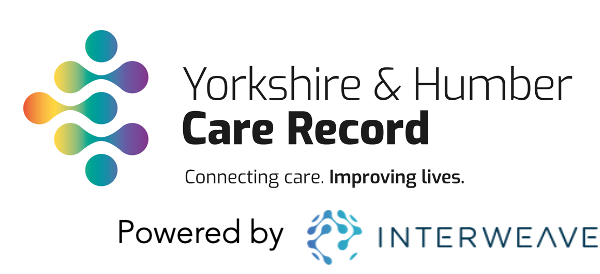 Yorkshire & Humber
Care Record
Connecting care. Improving lives.
Powered by INTERWEAVE